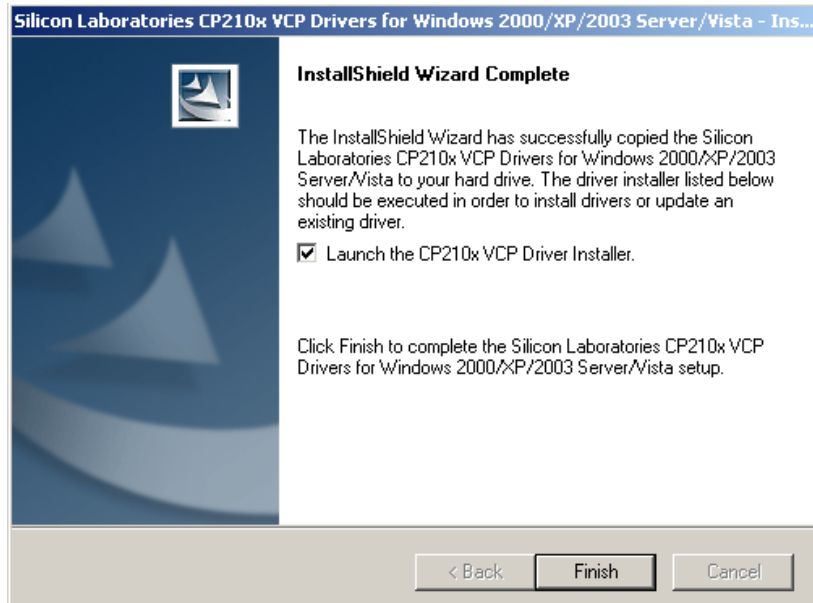 Silicon Laboratories CP210x VCP Drivers for Windows 2000/XP/2003 Server/Vista - Ins...
InstallShield Wizard Complete
The InstallShield Wizard has successfully copied the Silicon
Laboratories CP210x VCP Drivers for Windows 2000/XP/2003
Server/Vista to your hard drive. The driver installer listed below
should be executed in order to install drivers or update an
existing driver.
Launch the CP210x VCP Driver Installer.
Click Finish to complete the Silicon Laboratories CP210x VCP
Drivers for Windows 2000/XP/2003 Server/Vista setup.
< Back Finish Cancel